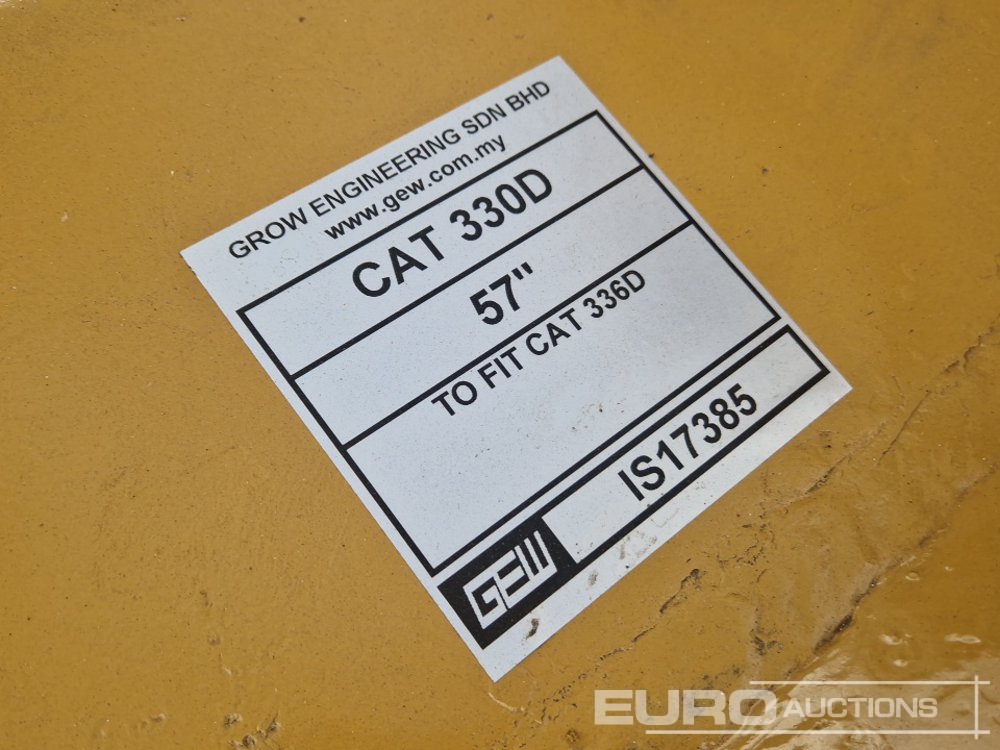 GROW ENGINEERING SDN BHD
www.gew.com.my
CAT 330D
57"
TO FIT CAT 336D
IS17385
GEW
EURO AUCTIONS